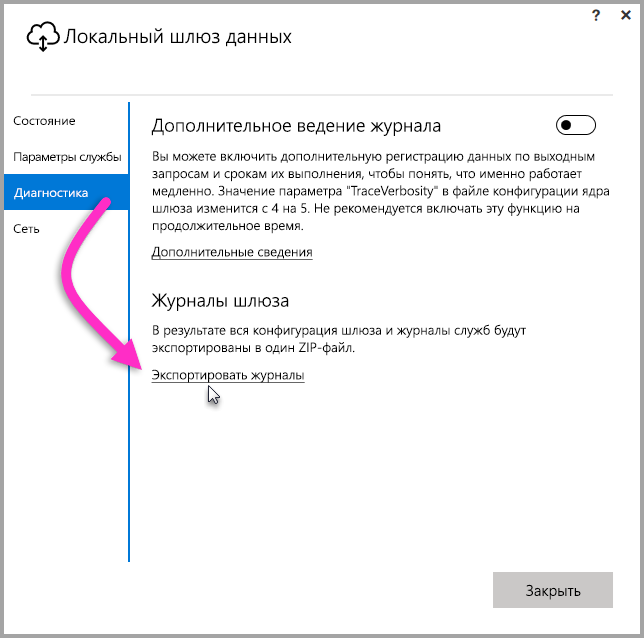 ? ×
Локальный шлюз данных
Состояние
Параметры службы
Диагностика
Сеть
Дополнительное ведение журнала
Вы можете включить дополнительную регистрацию данных по выходным
запросам и срокам их выполнения, чтобы понять, что именно работает
медленно. Значение параметра "TraceVerbosity" в файле конфигурации ядра
шлюза изменится с 4 на 5. Не рекомендуется включать эту функцию на
продолжительное время.
Дополнительные сведения
Журналы шлюза
В результате вся конфигурация шлюза и журналы служб будут
экспортированы в один ZIP-файл.
Экспортировать журналы
Закрыть